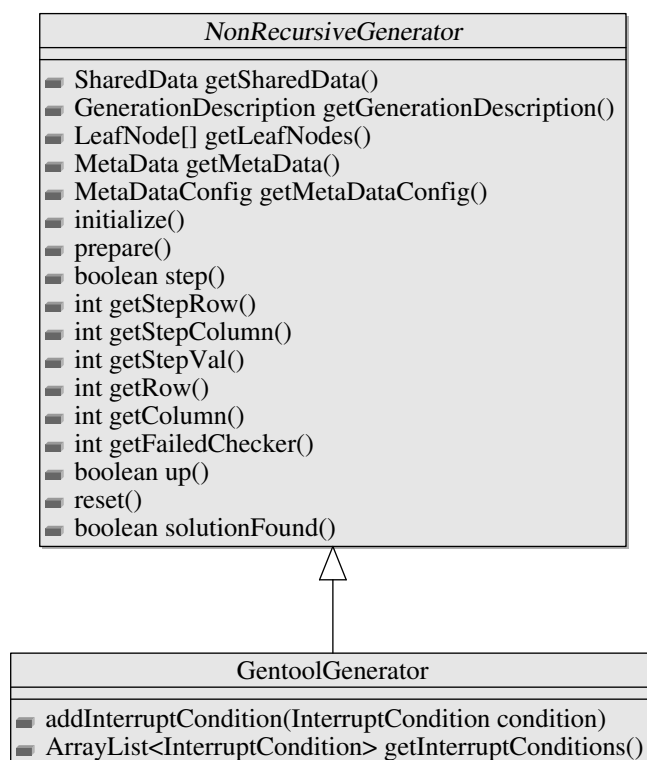 NonRecursiveGenerator
SharedData getSharedData()
GenerationDescription getGenerationDescription()
LeafNode[] getLeafNodes()
MetaData getMetaData()
MetaDataConfig getMetaDataConfig()
initialize()
prepare()
boolean step()
int getStepRow()
int getStepColumn()
int getStepVal()
int getRow()
int getColumn()
int getFailedChecker()
boolean up()
reset()
boolean solutionFound()
GentoolGenerator
addInterruptCondition(InterruptCondition condition)
ArrayList<InterruptCondition> getInterruptConditions()